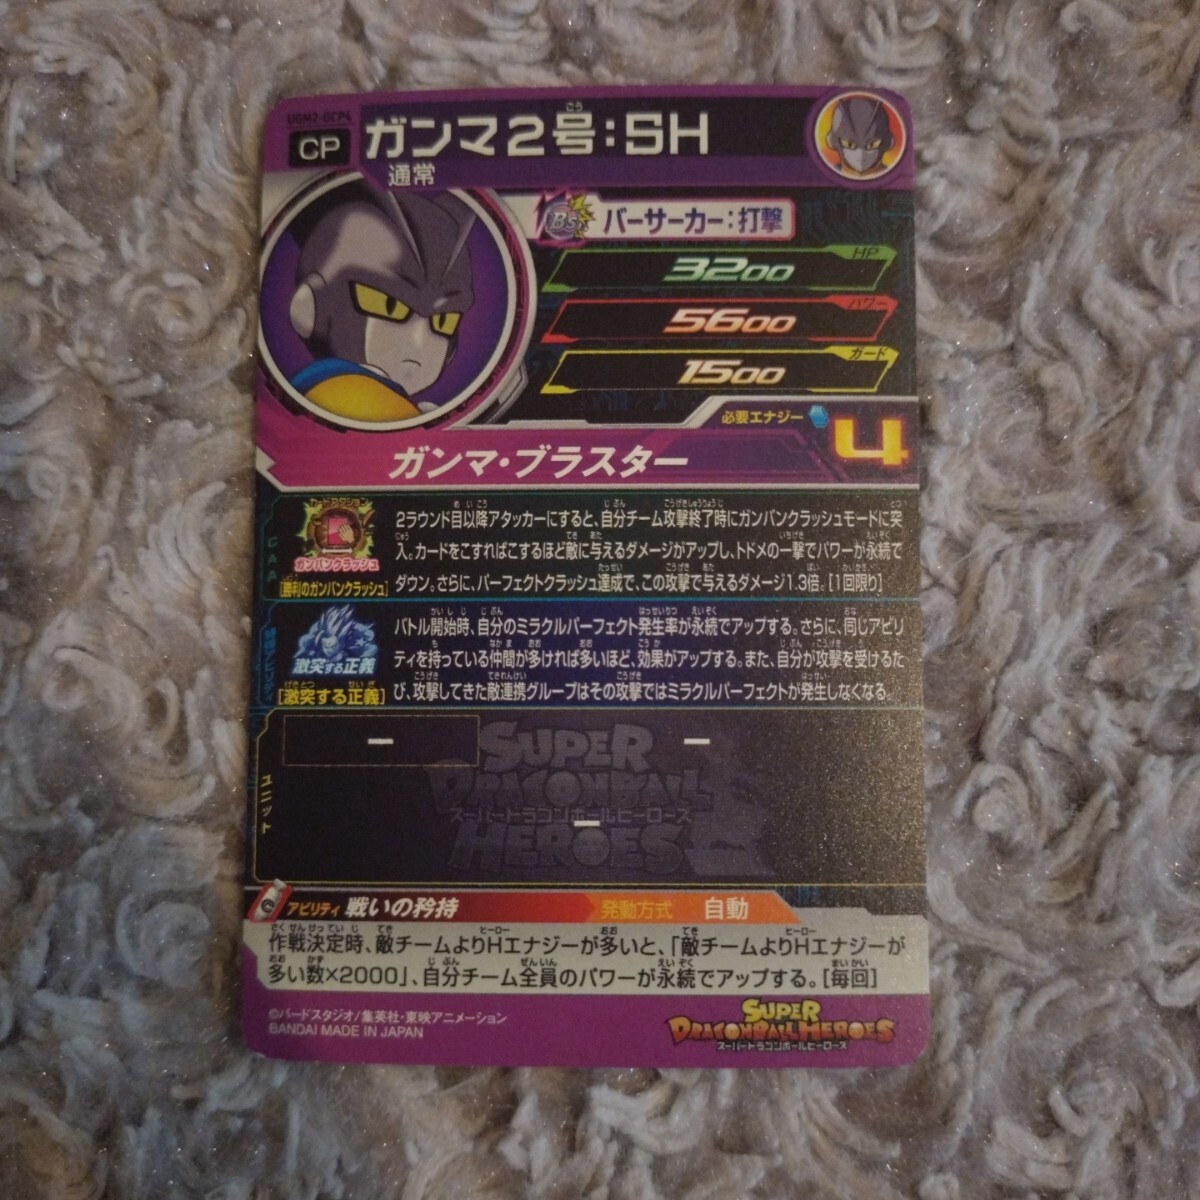 UGM2-GCP4
CP
ガンマ2号:SH
通常
Bs
バーサーカー:打撃
HP
3200
パワー
5600
ガード
1500
必要エナジー
4
ガンマ・ブラスター
CAA
カードアクション
ガンバンクラッシュ
[勝利のガンバンクラッシュ]
2ラウンド目以降アタッカーにすると、自分チーム攻撃終了時にガンバンクラッシュモードに突
入。カードをこすればこするほど敵に与えるダメージがアップし、トドメの一撃でパワーが永続で
ダウン。さらに、パーフェクトクラッシュ達成で、この攻撃で与えるダメージ1.3倍。[1回限り]
激突する正義
[激突する正義]
バトル開始時、自分のミラクルパーフェクト発生率が永続でアップする。さらに、同じアビリ
ティを持っている仲間が多ければ多いほど、効果がアップする。また、自分が攻撃を受けるた
び、攻撃してきた敵連携グループはその攻撃ではミラクルパーフェクトが発生しなくなる。
ユニット
ー
ー
ー
SUPER
DRAGONBALL
スーパードラゴンボールヒーローズ
HEROES
アビリティ 戦いの矜持 発動方式 自動
作戦決定時、敵チームよりHエナジーが多いと、「敵チームよりHエナジーが
多い数×2000」、自分チーム全員のパワーが永続でアップする。[毎回]
©バードスタジオ/集英社・東映アニメーション
BANDAI MADE IN JAPAN
SUPER
DRAGONBALL HEROES
スーパードラゴンボールヒーローズ